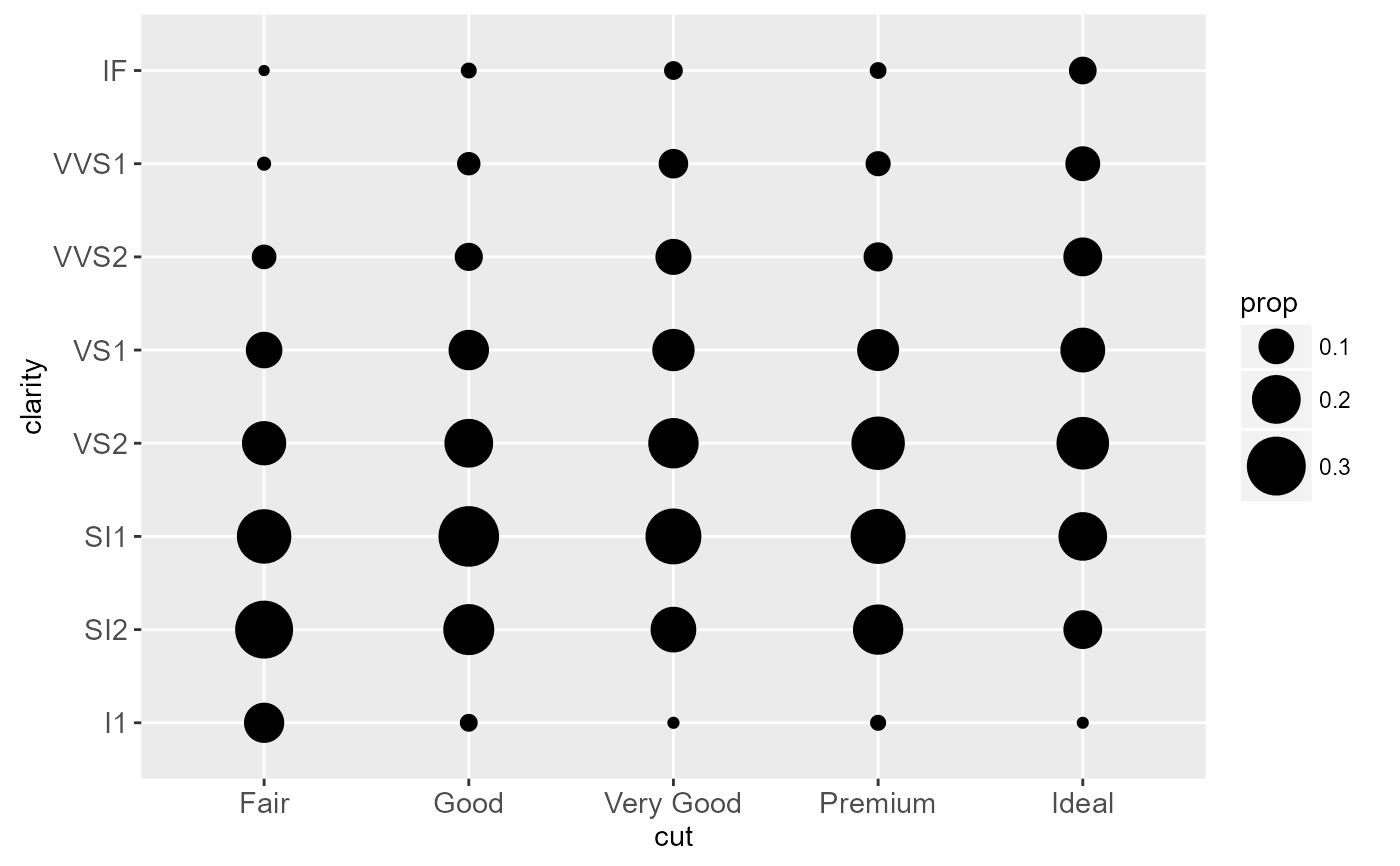 IF
VVS1
VVS2
VS1
VS2
SI1
SI2
I1
clarity
Fair Good Very Good Premium Ideal
cut
prop
0.1
0.2
0.3